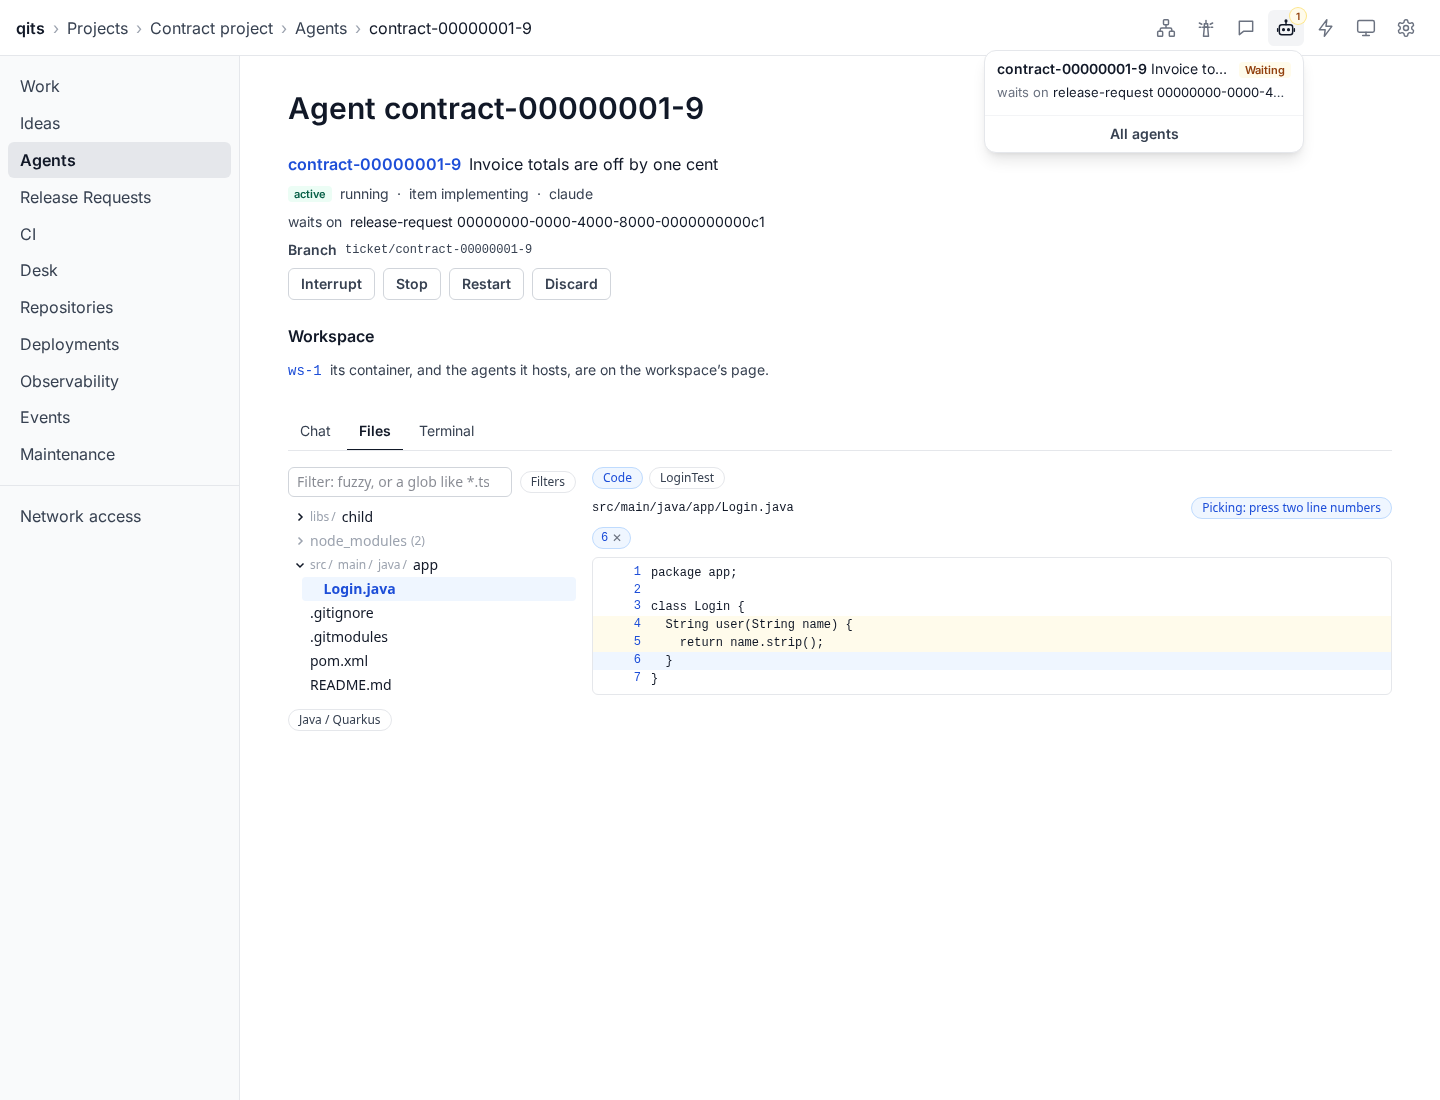 qits › Projects › Contract project › Agents › contract-00000001-9
1
contract-00000001-9 Invoice to... Waiting
waits on release-request 00000000-0000-4...
All agents
Work
Ideas
Agents
Release Requests
CI
Desk
Repositories
Deployments
Observability
Events
Maintenance
Network access
Agent contract-00000001-9
contract-00000001-9 Invoice totals are off by one cent
active running · item implementing · claude
waits on release-request 00000000-0000-4000-8000-0000000000c1
Branch ticket/contract-00000001-9
Interrupt Stop Restart Discard
Workspace
ws-1 its container, and the agents it hosts, are on the workspace’s page.
Chat Files Terminal
Filter: fuzzy, or a glob like *.ts Filters
libs/ child
node_modules (2)
src/ main/ java/ app
Login.java
.gitignore
.gitmodules
pom.xml
README.md
Java / Quarkus
Code LoginTest
src/main/java/app/Login.java Picking: press two line numbers
6 ×
1 package app;
2
3 class Login {
4 String user(String name) {
5 return name.strip();
6 }
7 }